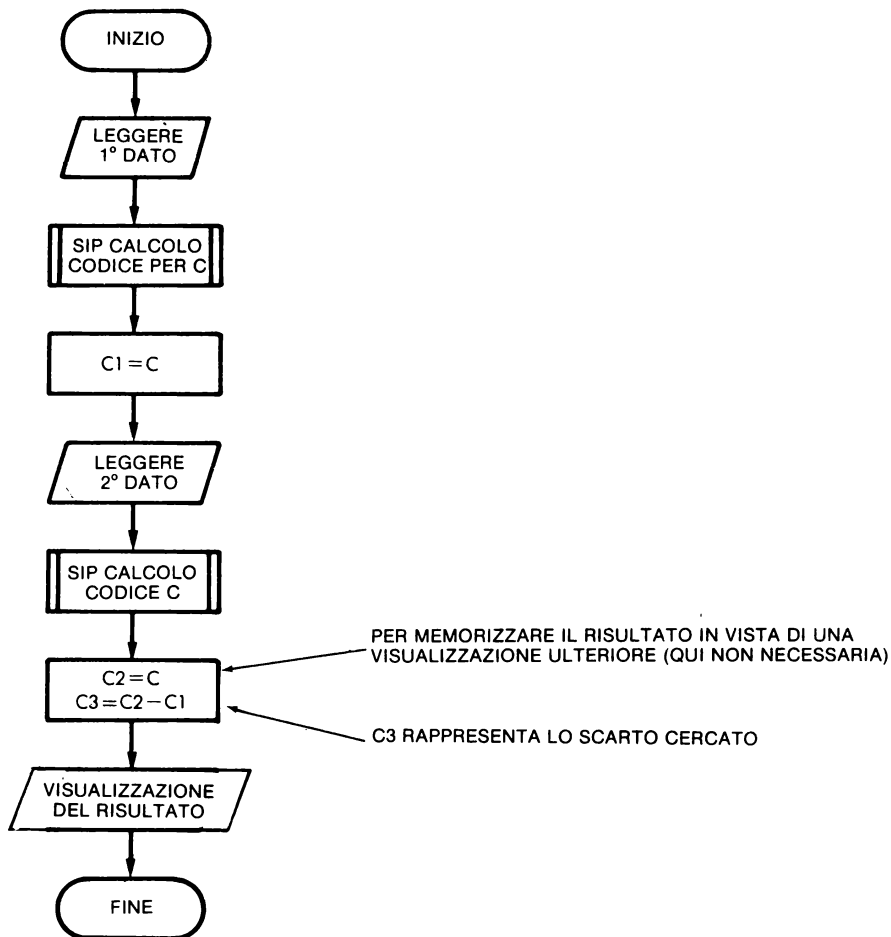 INIZIO
LEGGERE
1° DATO
SIP CALCOLO
CODICE PER C
C1=C
LEGGERE
2° DATO
SIP CALCOLO
CODICE C
C2=C
C3=C2-C1
PER MEMORIZZARE IL RISULTATO IN VISTA DI UNA
VISUALIZZAZIONE ULTERIORE (QUI NON NECESSARIA)
C3 RAPPRESENTA LO SCARTO CERCATO
VISUALIZZAZIONE
DEL RISULTATO
FINE